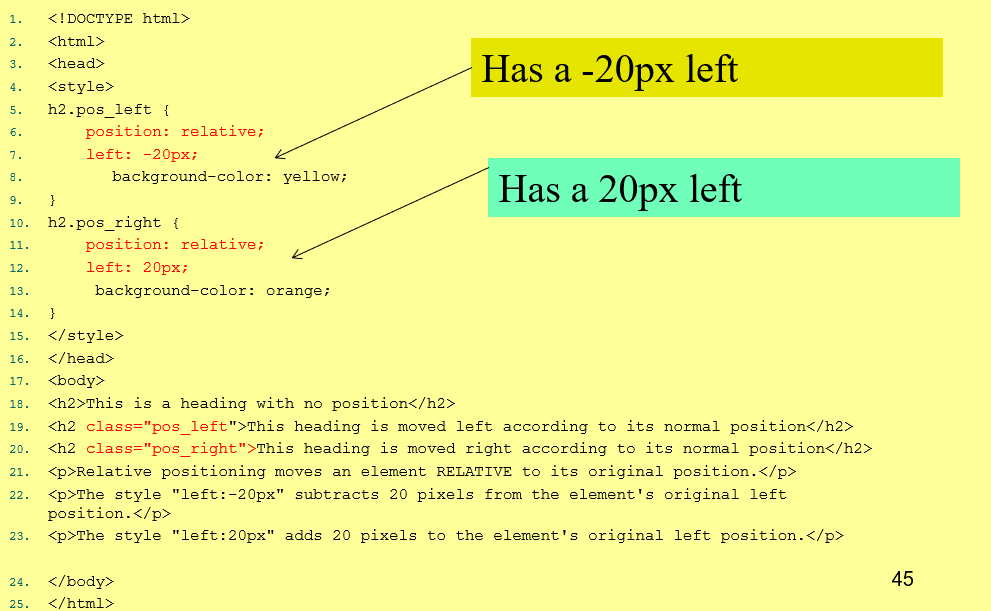 1. <!DOCTYPE html>
2. <html>
3. <head>
4. <style>
5. h2.pos_left {
6. position: relative;
7. left: -20px;
8. background-color: yellow;
9. }
10. h2.pos_right {
11. position: relative;
12. left: 20px;
13. background-color: orange;
14. }
15. </style>
16. </head>
17. <body>
18. <h2>This is a heading with no position</h2>
19. <h2 class="pos_left">This heading is moved left according to its normal position</h2>
20. <h2 class="pos_right">This heading is moved right according to its normal position</h2>
21. <p>Relative positioning moves an element RELATIVE to its original position.</p>
22. <p>The style "left:-20px" subtracts 20 pixels from the element's original left
position.</p>
23. <p>The style "left:20px" adds 20 pixels to the element's original left position.</p>
24. </body>
25. </html>
Has a -20px left
Has a 20px left
45